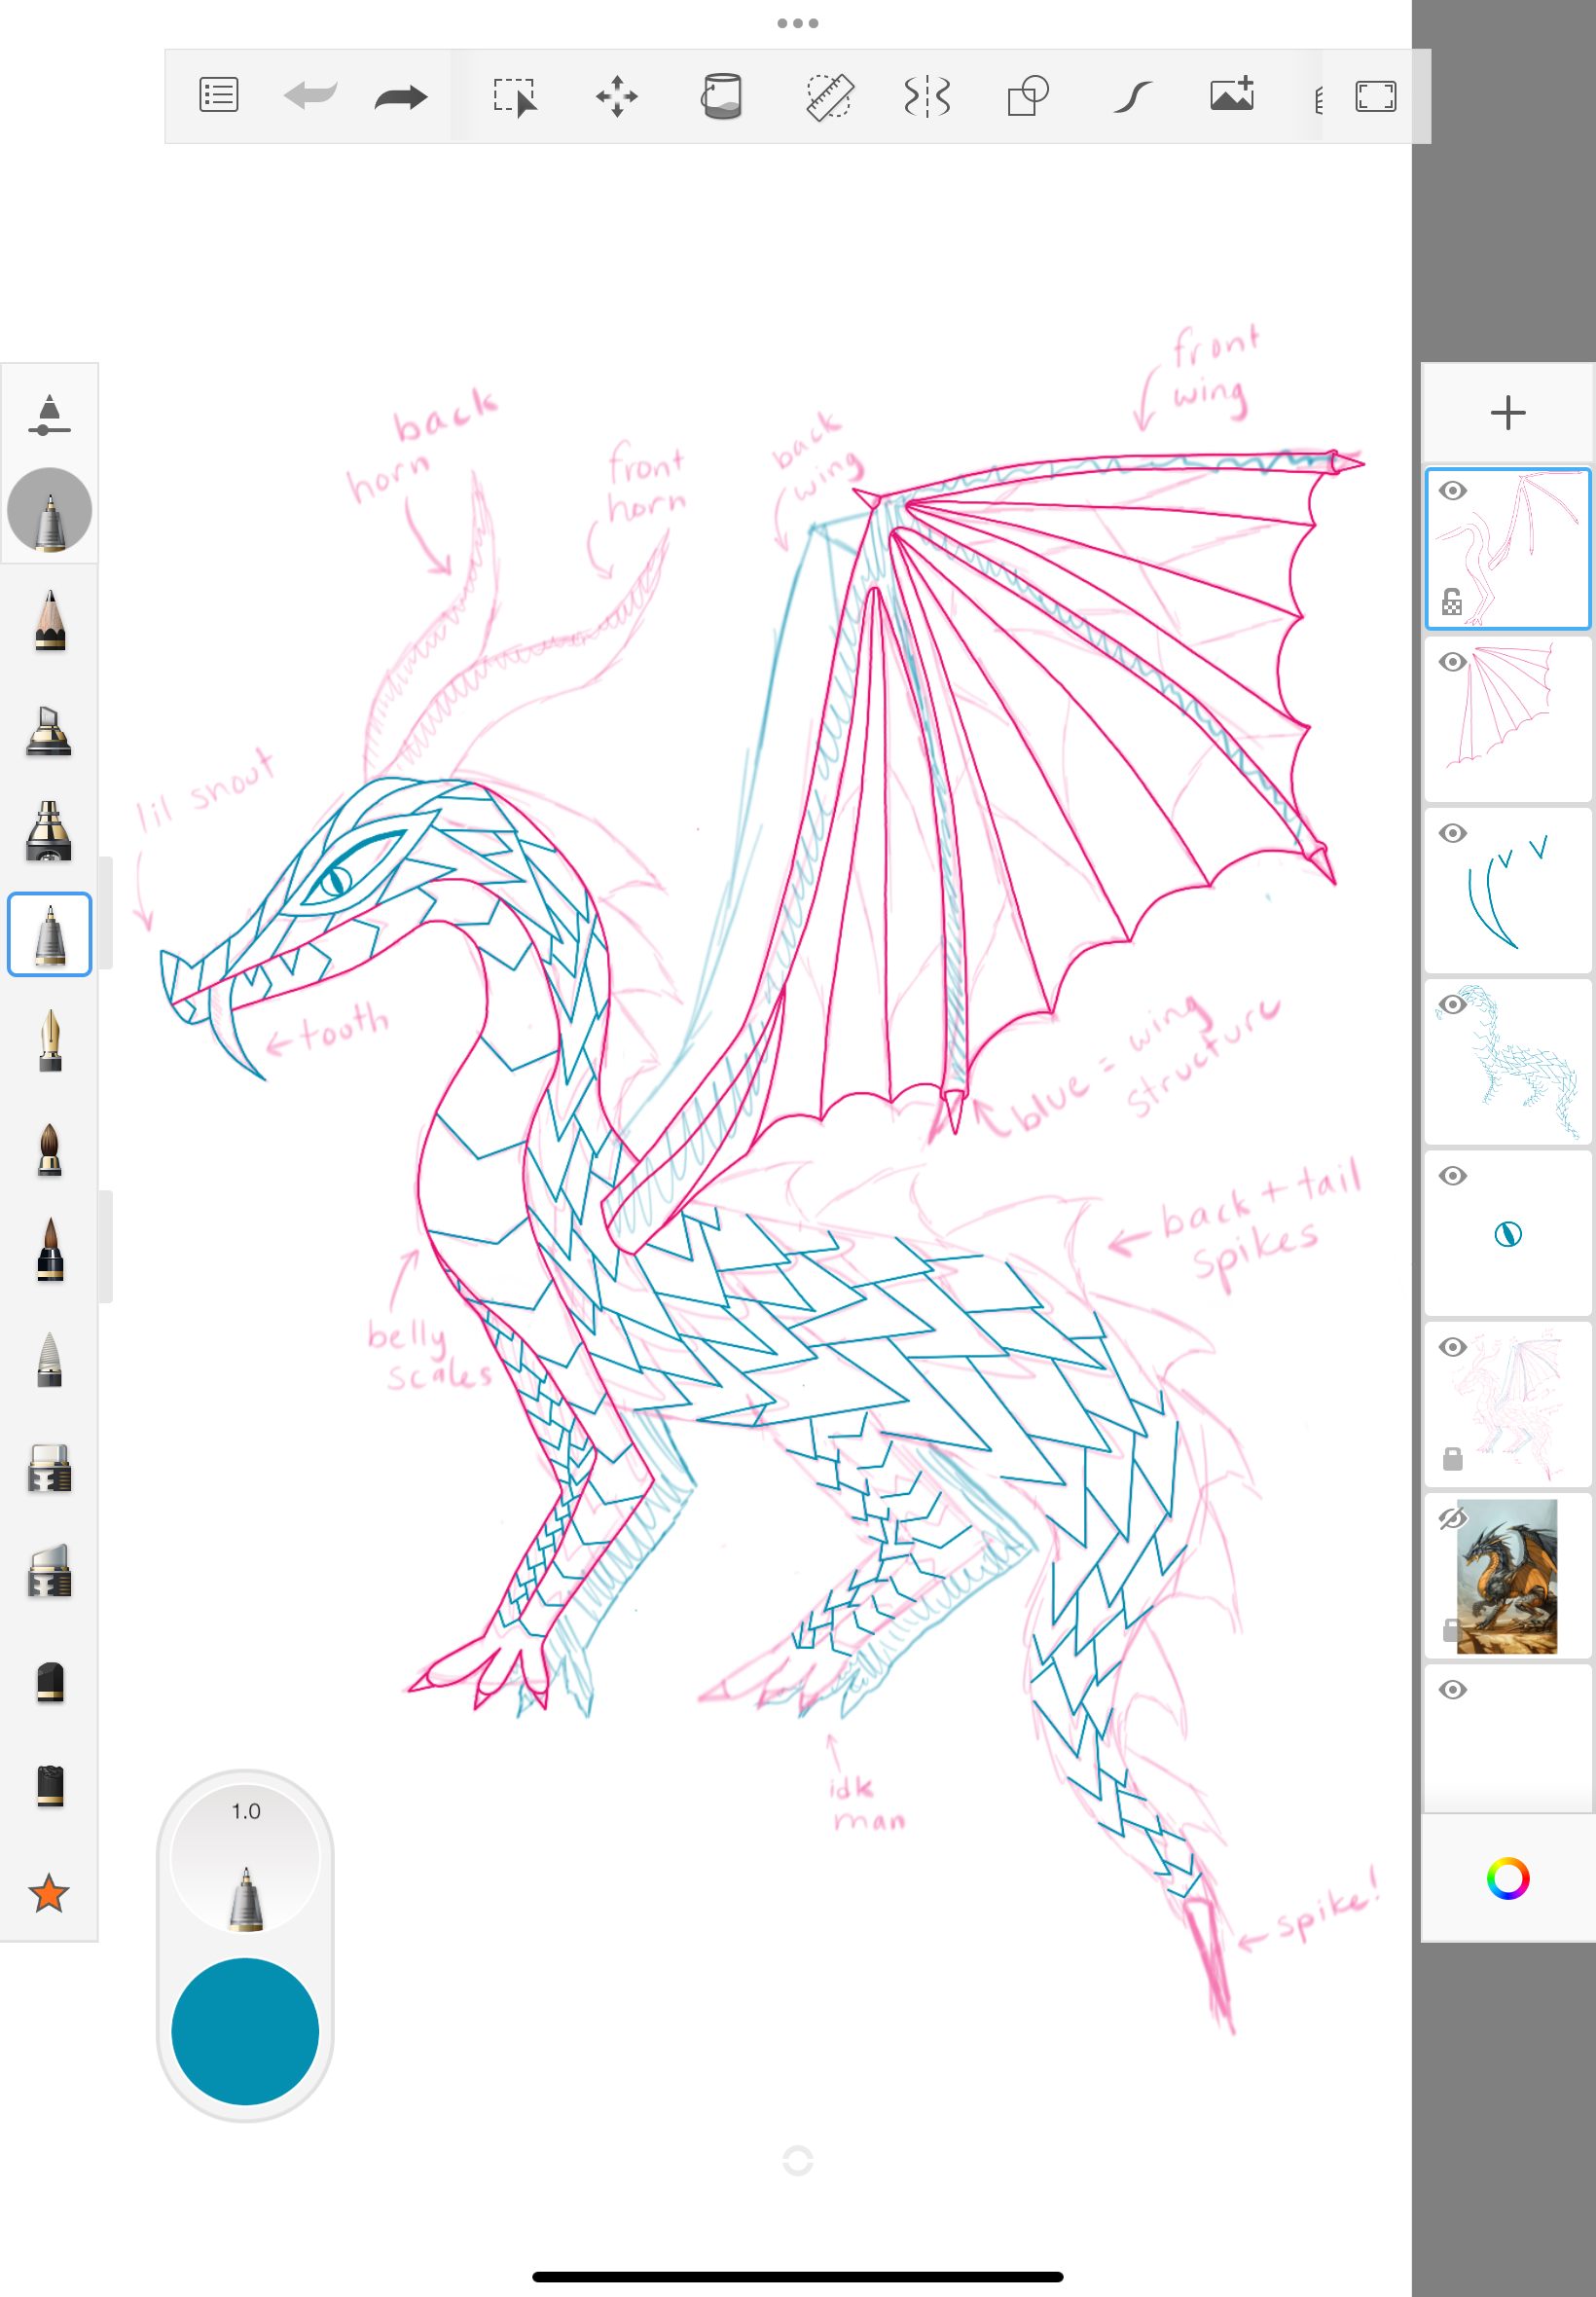 front
wing
back
horn
front
horn
back
wing
lil snout
← tooth
blue = wing
structure
← back + tail
spikes
belly
scales
idk
man
1.0
← spike!